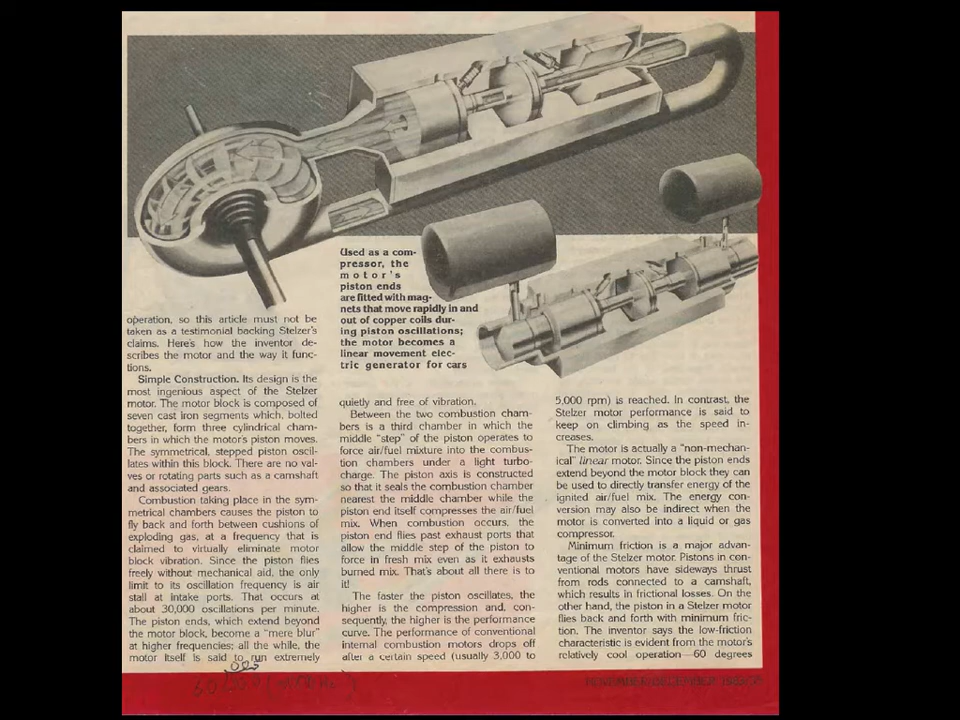 Used as a com-
pressor, the
motor's
piston ends
are fitted with mag-
nets that move rapidly in and
out of copper coils dur-
ing piston oscillations;
the motor becomes a
linear movement elec-
tric generator for cars
operation, so this article must not be
taken as a testimonial backing Stelzer's
claims. Here's how the inventor de-
scribes the motor and the way it func-
tions.
Simple Construction. Its design is the
most ingenious aspect of the Stelzer
motor. The motor block is composed of
seven cast iron segments which, bolted
together, form three cylindrical cham-
bers in which the motor's piston moves.
The symmetrical, stepped piston oscil-
lates within this block. There are no val-
ves or rotating parts such as a camshaft
and associated gears.
Combustion taking place in the sym-
metrical chambers causes the piston to
fly back and forth between cushions of
exploding gas, at a frequency that is
claimed to virtually eliminate motor
block vibration. Since the piston flies
freely without mechanical aid, the only
limit to its oscillation frequency is air
stall at intake ports. That occurs at
about 30,000 oscillations per minute.
The piston ends, which extend beyond
the motor block, become a "mere blur"
at higher frequencies; all the while, the
motor itself is said to run extremely
quietly and free of vibration.
Between the two combustion cham-
bers is a third chamber in which the
middle "step" of the piston operates to
force air/fuel mixture into the combus-
tion chambers under a light turbo-
charge. The piston axis is constructed
so that it seals the combustion chamber
nearest the middle chamber while the
piston end itself compresses the air/fuel
mix. When combustion occurs, the
piston end flies past exhaust ports that
allow the middle step of the piston to
force in fresh mix even as it exhausts
burned mix. That's about all there is to
it!
The faster the piston oscillates, the
higher is the compression and, con-
sequently, the higher is the performance
curve. The performance of conventional
internal combustion motors drops off
after a certain speed (usually 3,000 to
5,000 rpm) is reached. In contrast, the
Stelzer motor performance is said to
keep on climbing as the speed in-
creases.
The motor is actually a "non-mechan-
ical" linear motor. Since the piston ends
extend beyond the motor block they can
be used to directly transfer energy of the
ignited air/fuel mix. The energy con-
version may also be indirect when the
motor is converted into a liquid or gas
compressor.
Minimum friction is a major advan-
tage of the Stelzer motor. Pistons in con-
ventional motors have sideways thrust
from rods connected to a camshaft,
which results in frictional losses. On the
other hand, the piston in a Stelzer motor
flies back and forth with minimum fric-
tion. The inventor says the low-friction
characteristic is evident from the motor's
relatively cool operation—60 degrees
NOVEMBER/DECEMBER